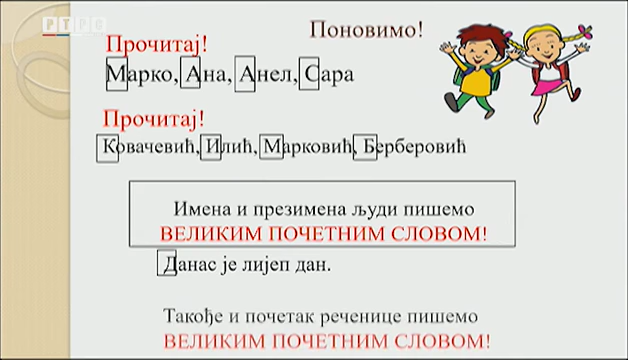 РТРС
Поновимо!
Прочитај!
Марко, Ана, Анел, Сара
Прочитај!
Ковачевић, Илић, Марковић, Берберовић
Имена и презимена људи пишемо
ВЕЛИКИМ ПОЧЕТНИМ СЛОВОМ!
Данас је лијеп дан.
Такође и почетак реченице пишемо
ВЕЛИКИМ ПОЧЕТНИМ СЛОВОМ!